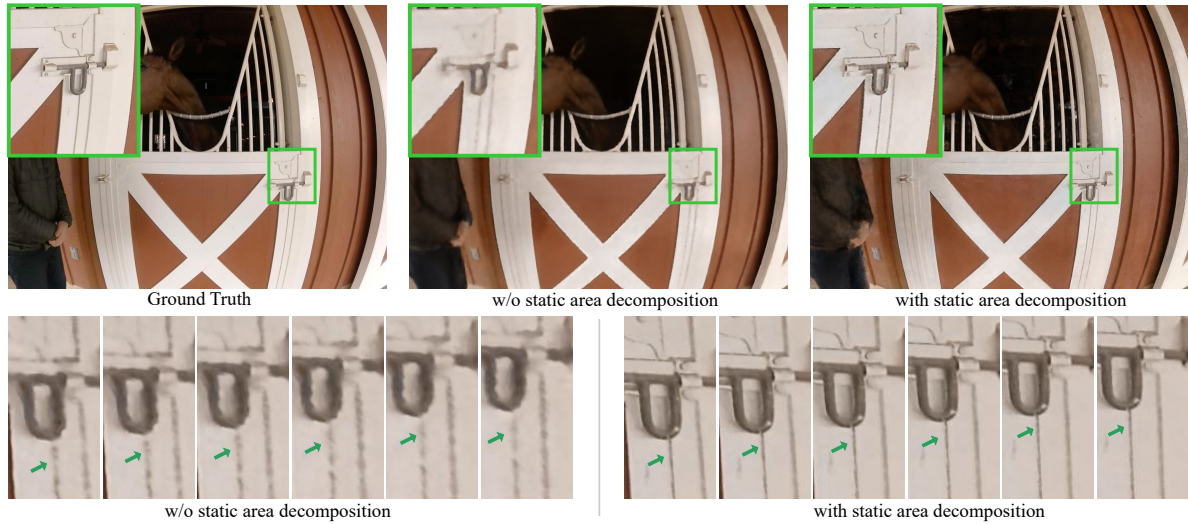 Ground Truth
w/o static area decomposition
with static area decomposition
w/o static area decomposition
with static area decomposition